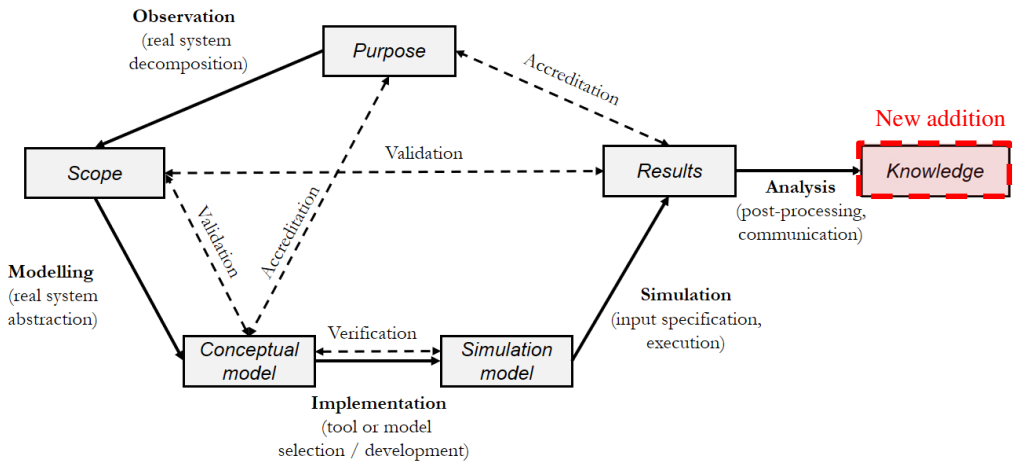 Observation
(real system
decomposition)
Purpose
Accreditation
New addition
Scope
Validation
Results
Knowledge
Analysis
(post-processing,
communication)
Validation
Accreditation
Modelling
(real system
abstraction)
Simulation
(input specification,
execution)
Conceptual
model
Verification
Simulation
model
Implementation
(tool or model
selection / development)